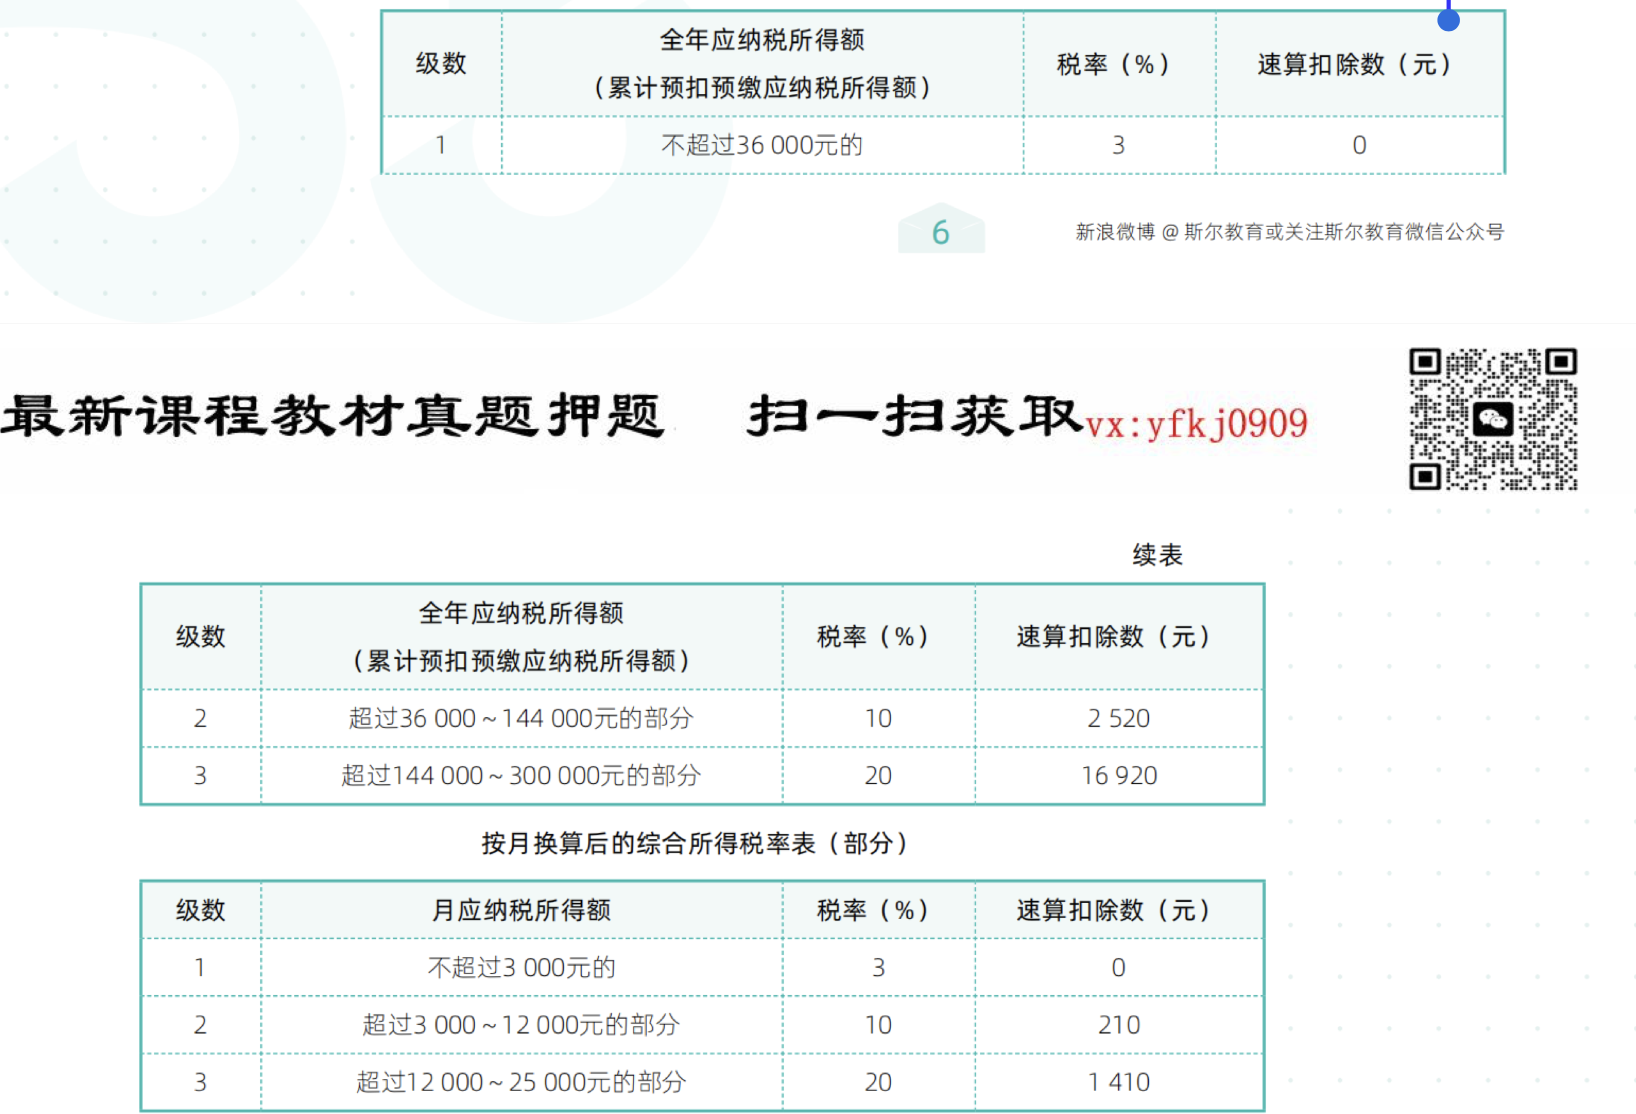 级数 全年应纳税所得额 税率（%） 速算扣除数（元）
（累计预扣预缴应纳税所得额）
1 不超过36 000元的 3 0
6 新浪微博 @ 斯尔教育或关注斯尔教育微信公众号
最新课程教材真题押题 扫一扫获取vx:yfkj0909
续表
级数 全年应纳税所得额 税率（%） 速算扣除数（元）
（累计预扣预缴应纳税所得额）
2 超过36 000~144 000元的部分 10 2 520
3 超过144 000~300 000元的部分 20 16 920
按月换算后的综合所得税率表（部分）
级数 月应纳税所得额 税率（%） 速算扣除数（元）
1 不超过3 000元的 3 0
2 超过3 000~12 000元的部分 10 210
3 超过12 000~25 000元的部分 20 1 410